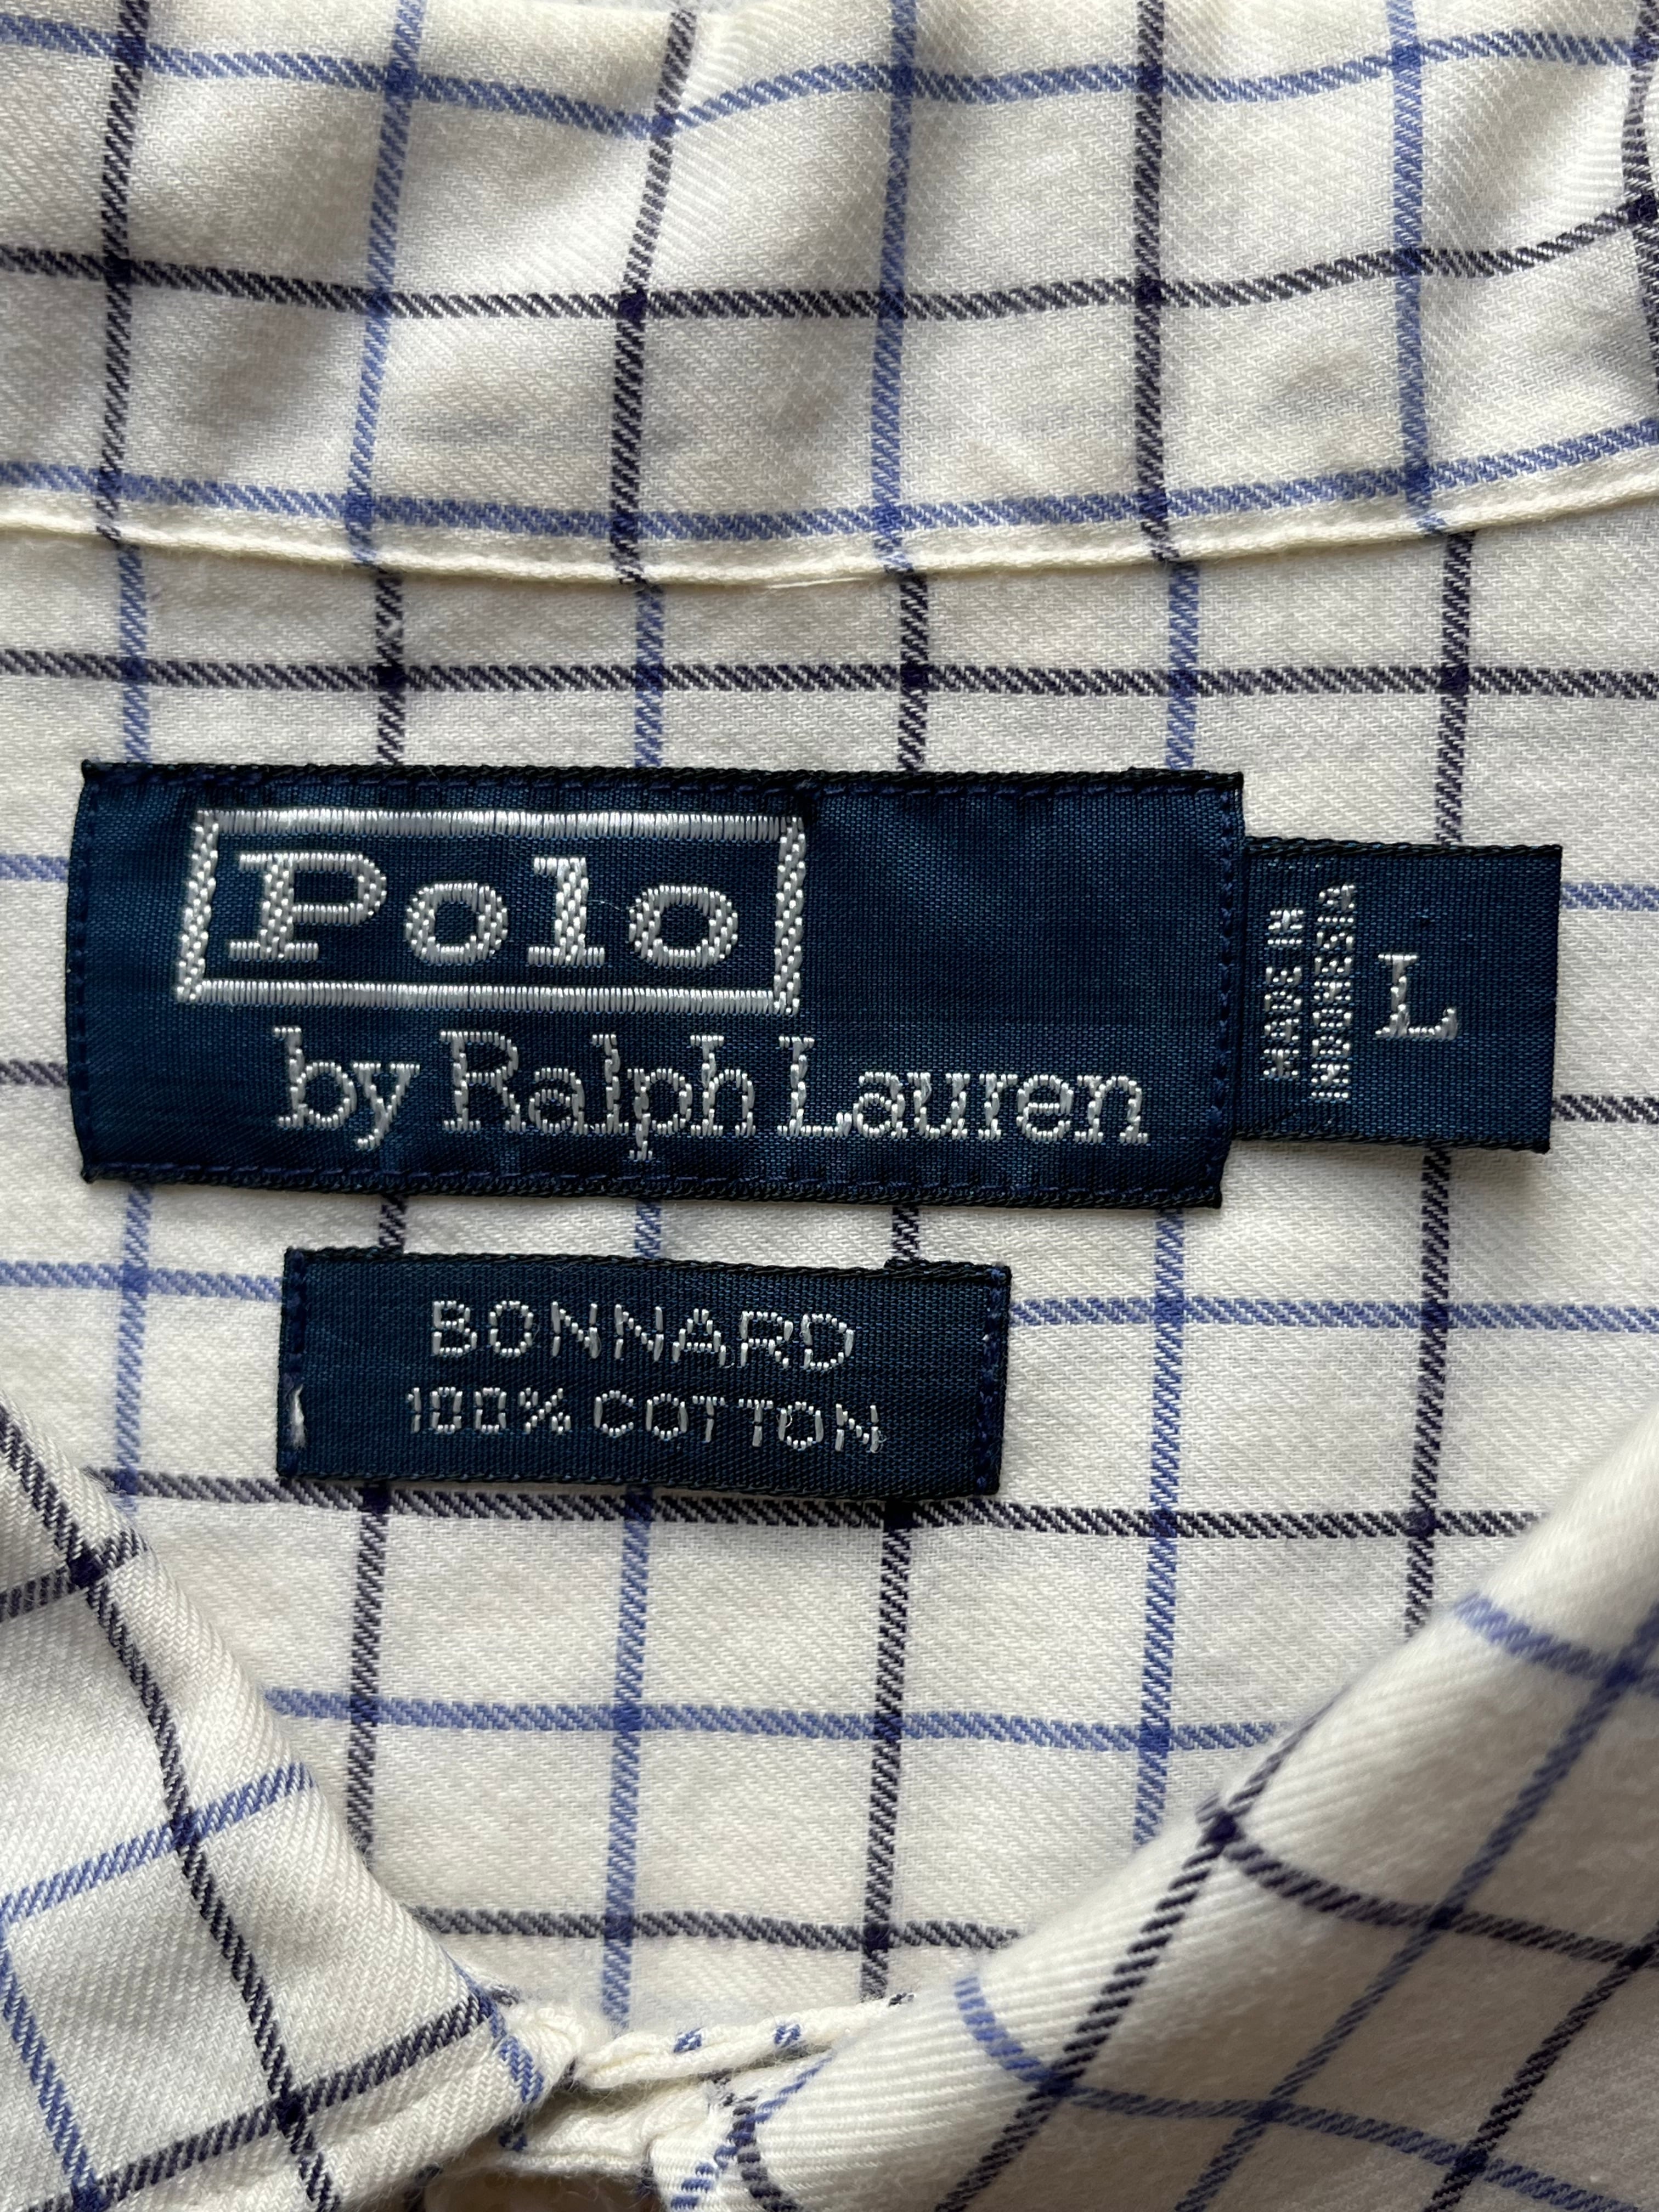 Polo
by Ralph Lauren
MADE IN
INDONESIA
L
BONNARD
100% COTTON